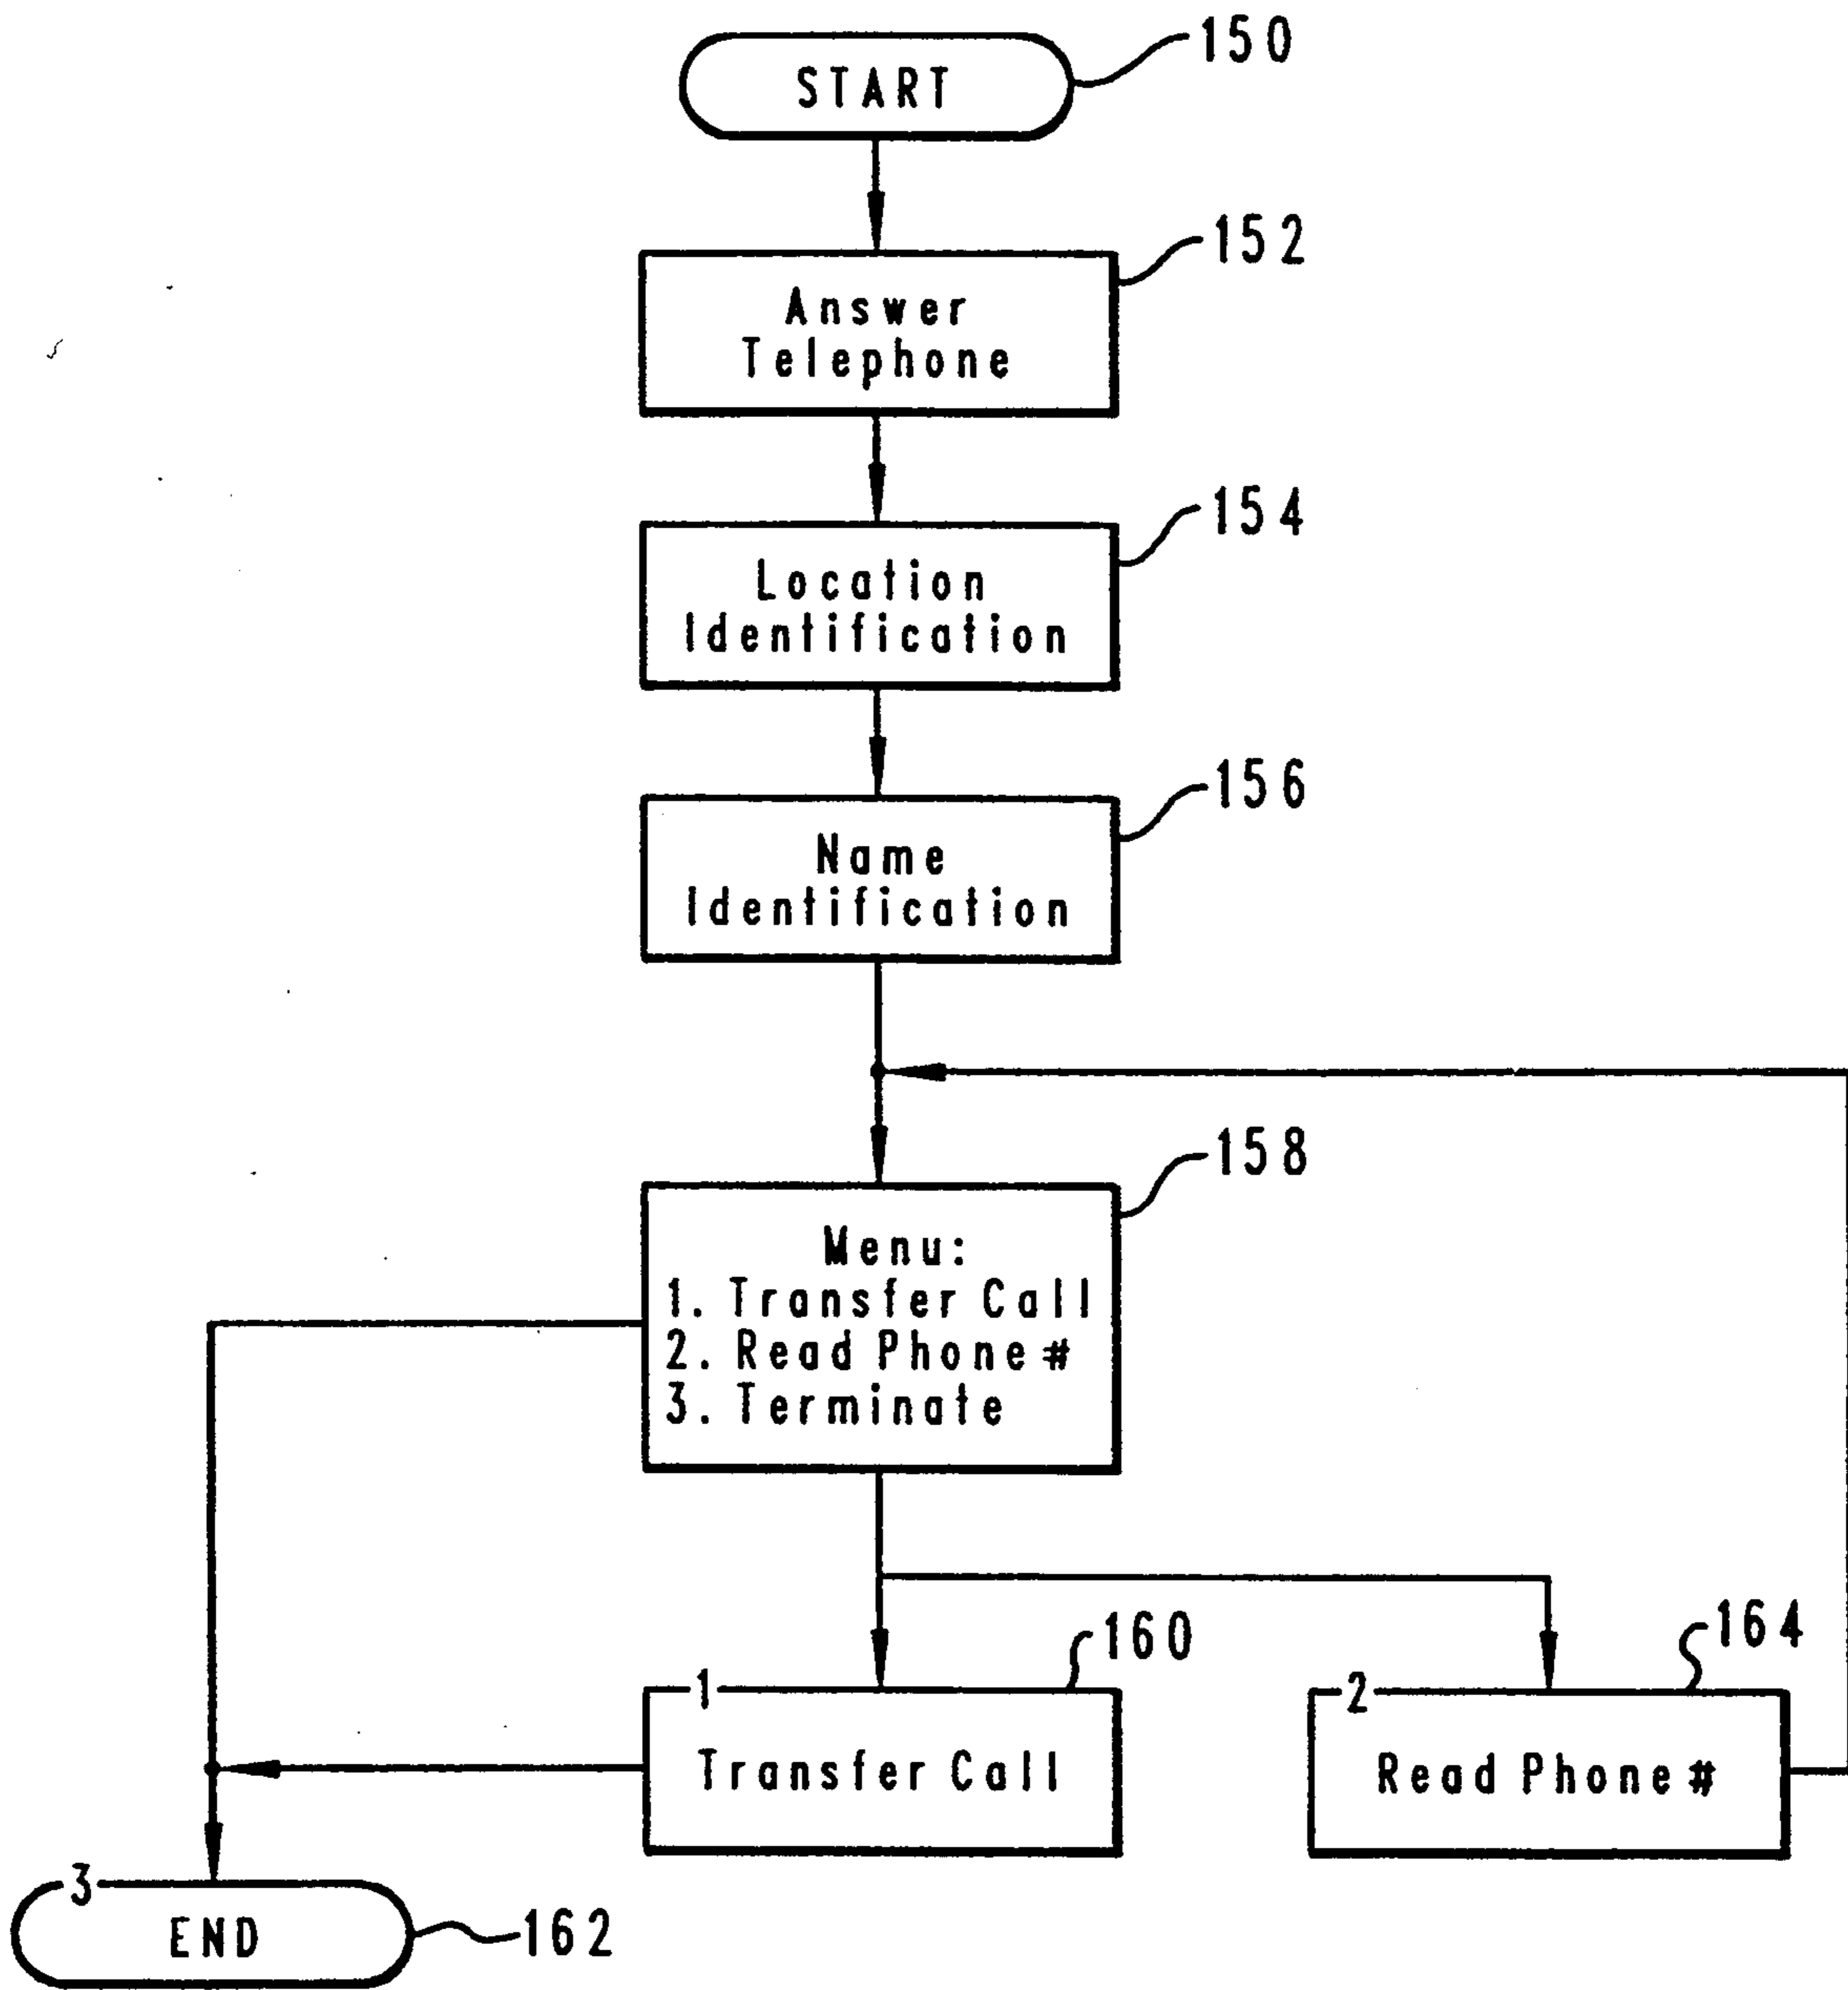 150
START
152
Answer
Telephone
154
Location
Identification
156
Name
Identification
158
Menu:
1. Transfer Call
2. Read Phone #
3. Terminate
160
164
1
2
Transfer Call
Read Phone #
3
END
162